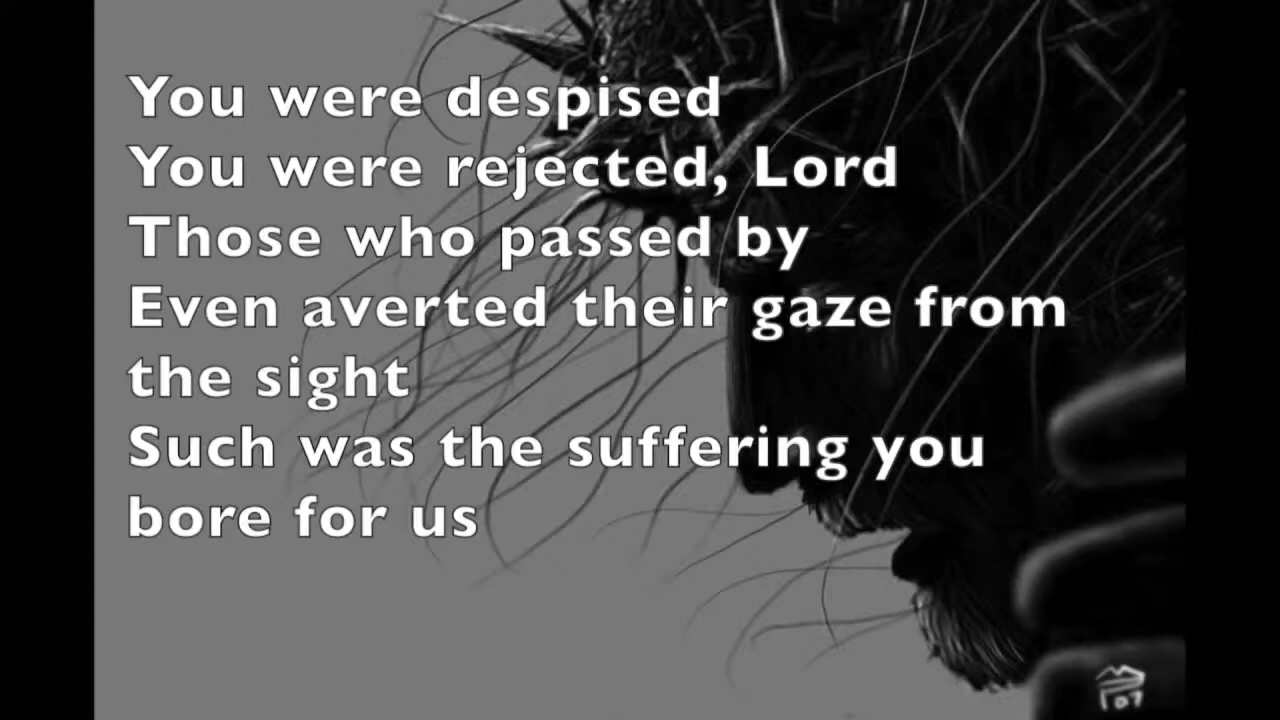 You were despised
You were rejected, Lord
Those who passed by
Even averted their gaze from
the sight
Such was the suffering you
bore for us
07